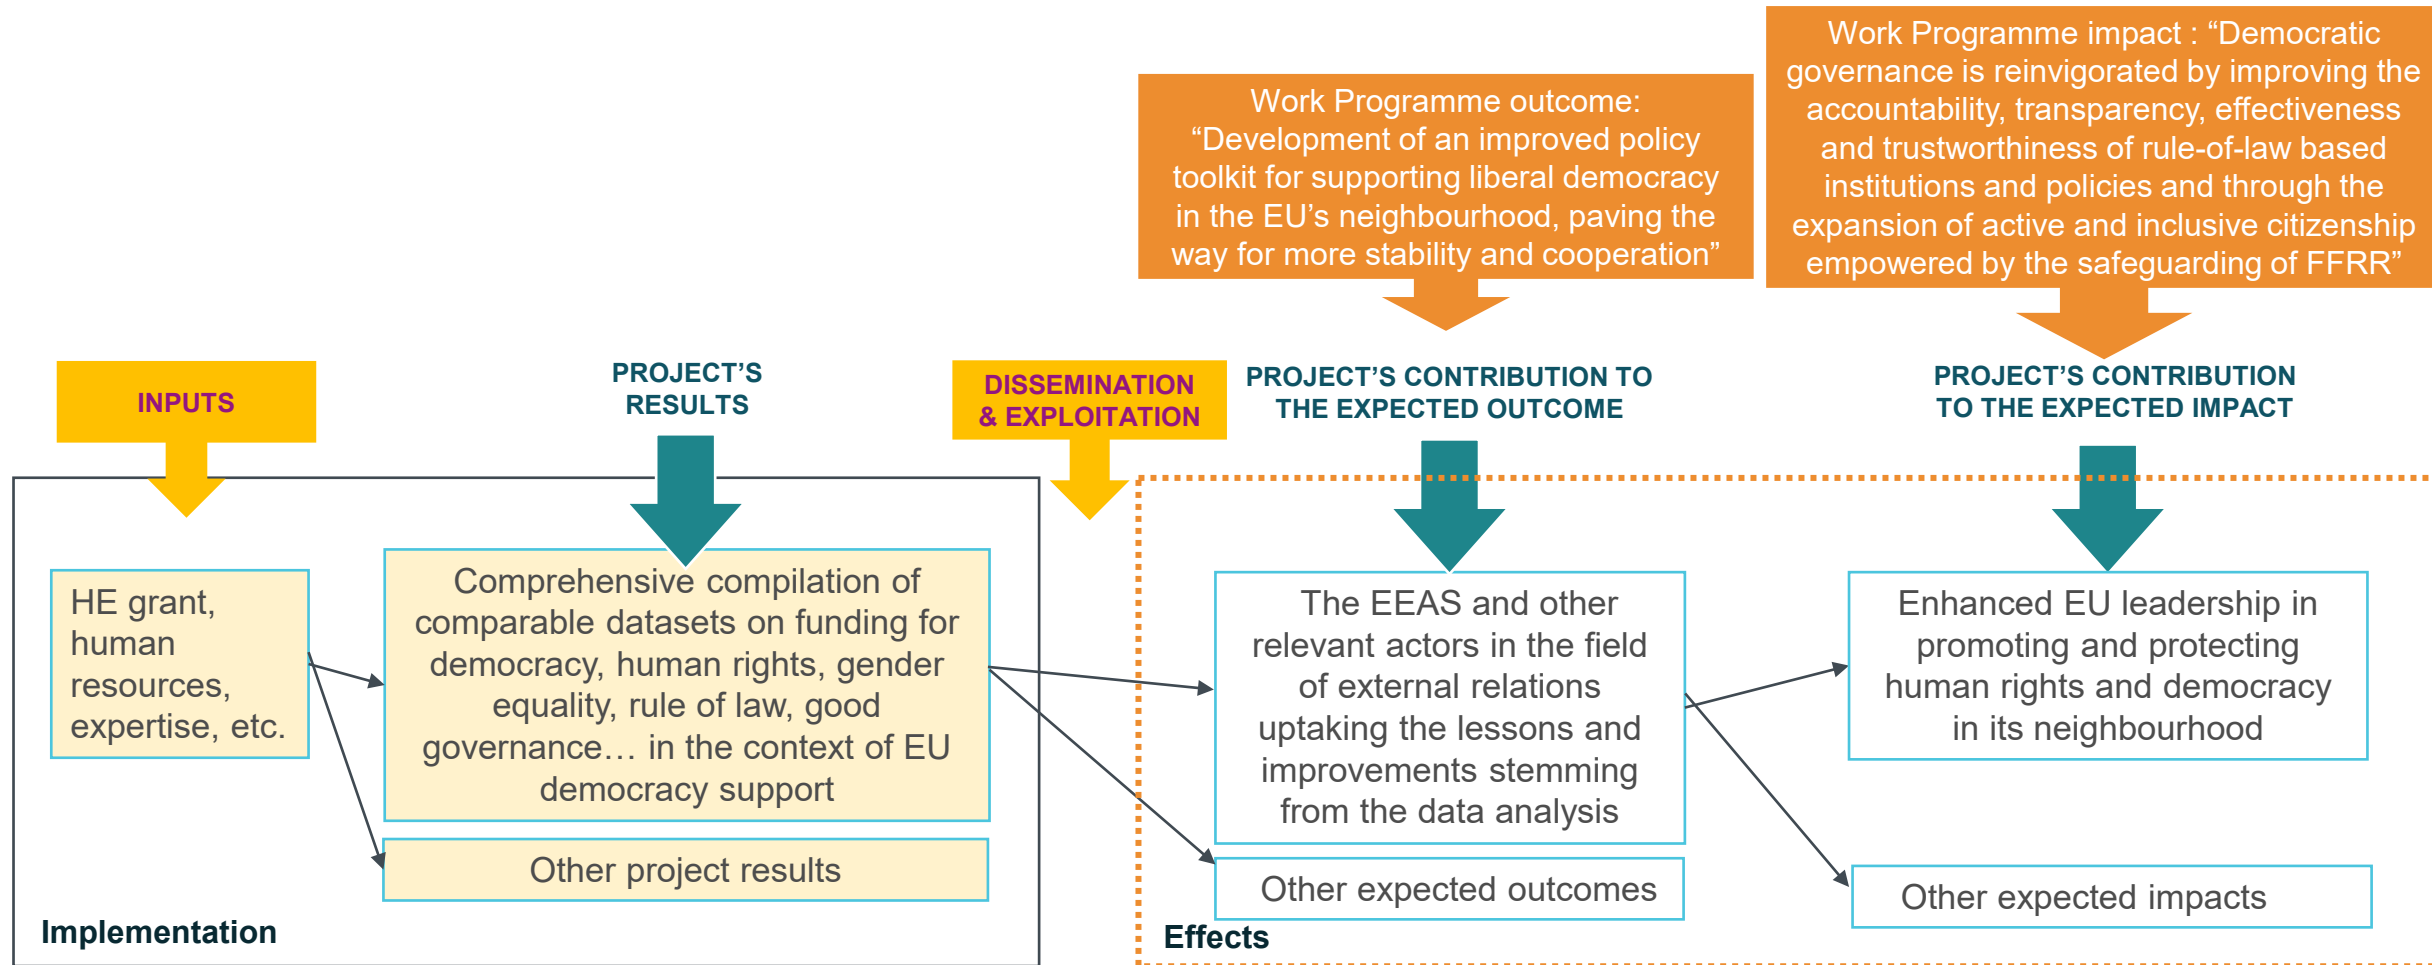 Work Programme outcome:
“Development of an improved policy
toolkit for supporting liberal democracy
in the EU’s neighbourhood, paving the
way for more stability and cooperation”
Work Programme impact : “Democratic
governance is reinvigorated by improving the
accountability, transparency, effectiveness
and trustworthiness of rule-of-law based
institutions and policies and through the
expansion of active and inclusive citizenship
empowered by the safeguarding of FFRR”
INPUTS
PROJECT’S
RESULTS
DISSEMINATION
& EXPLOITATION
PROJECT’S CONTRIBUTION TO
THE EXPECTED OUTCOME
PROJECT’S CONTRIBUTION
TO THE EXPECTED IMPACT
HE grant,
human
resources,
expertise, etc.
Comprehensive compilation of
comparable datasets on funding for
democracy, human rights, gender
equality, rule of law, good
governance… in the context of EU
democracy support
Other project results
Implementation
The EEAS and other
relevant actors in the field
of external relations
uptaking the lessons and
improvements stemming
from the data analysis
Other expected outcomes
Effects
Enhanced EU leadership in
promoting and protecting
human rights and democracy
in its neighbourhood
Other expected impacts